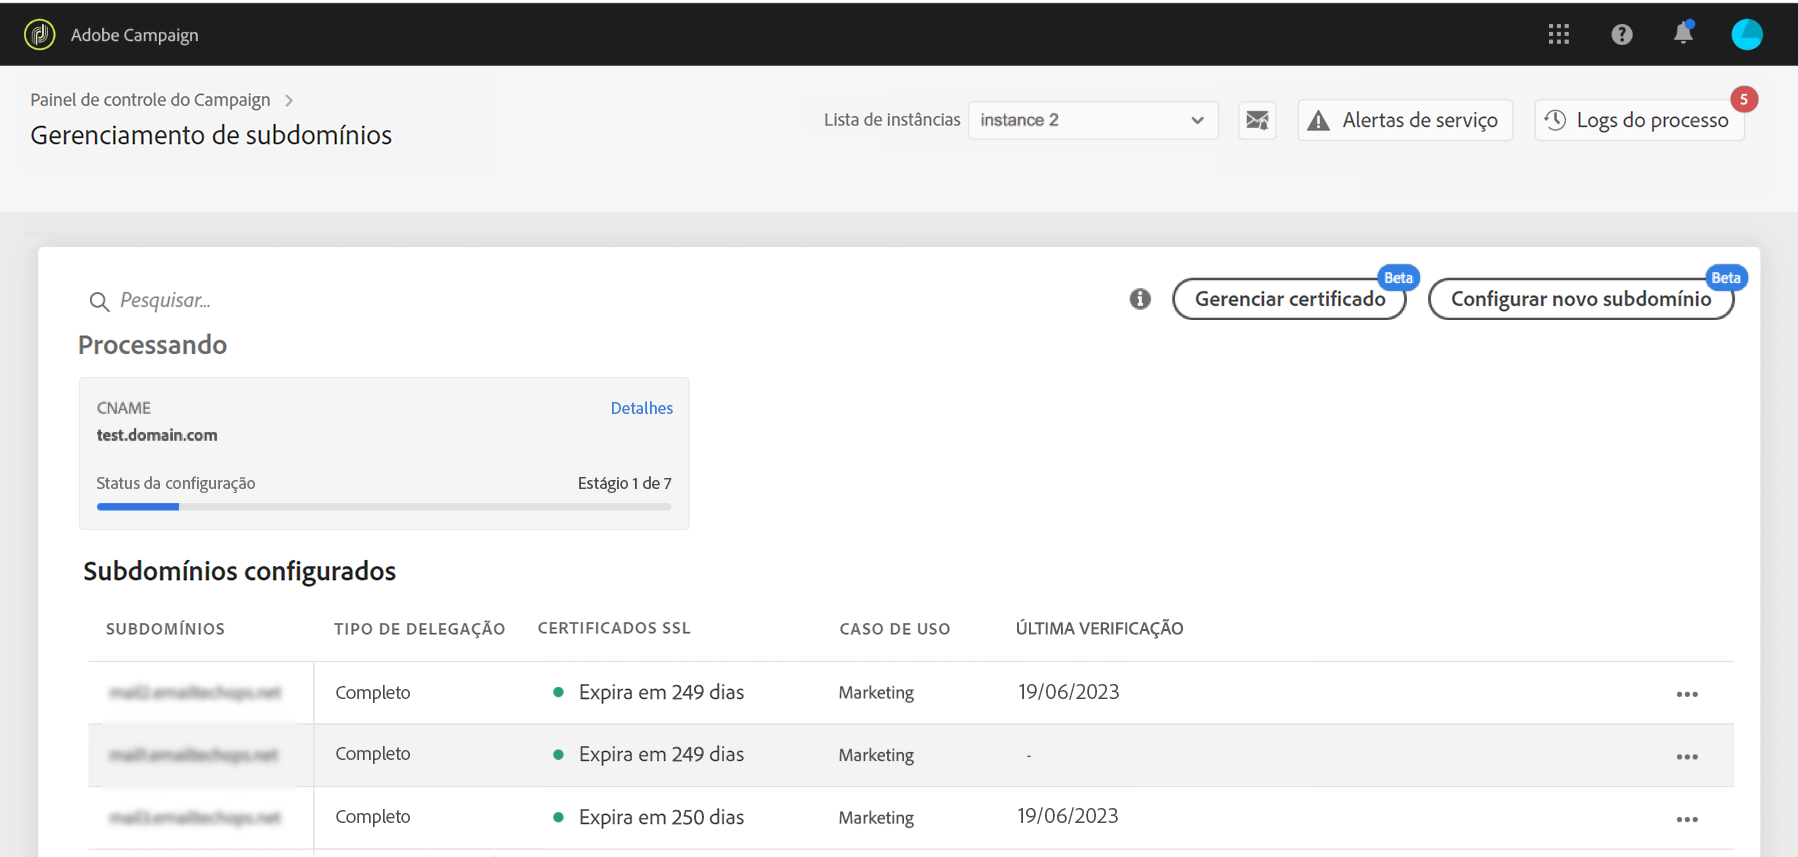 Adobe Campaign
Painel de controle do Campaign
Gerenciamento de subdomínios
Lista de instâncias
instance 2
Alertas de serviço
Logs do processo
5
Pesquisar...
Gerenciar certificado
Beta
Configurar novo subdomínio
Beta
Processando
CNAME
Detalhes
test.domain.com
Status da configuração
Estágio 1 de 7
Subdomínios configurados
SUBDOMÍNIOS TIPO DE DELEGAÇÃO CERTIFICADOS SSL CASO DE USO ÚLTIMA VERIFICAÇÃO
Completo Expira em 249 dias Marketing 19/06/2023
Completo Expira em 249 dias Marketing -
Completo Expira em 250 dias Marketing 19/06/2023